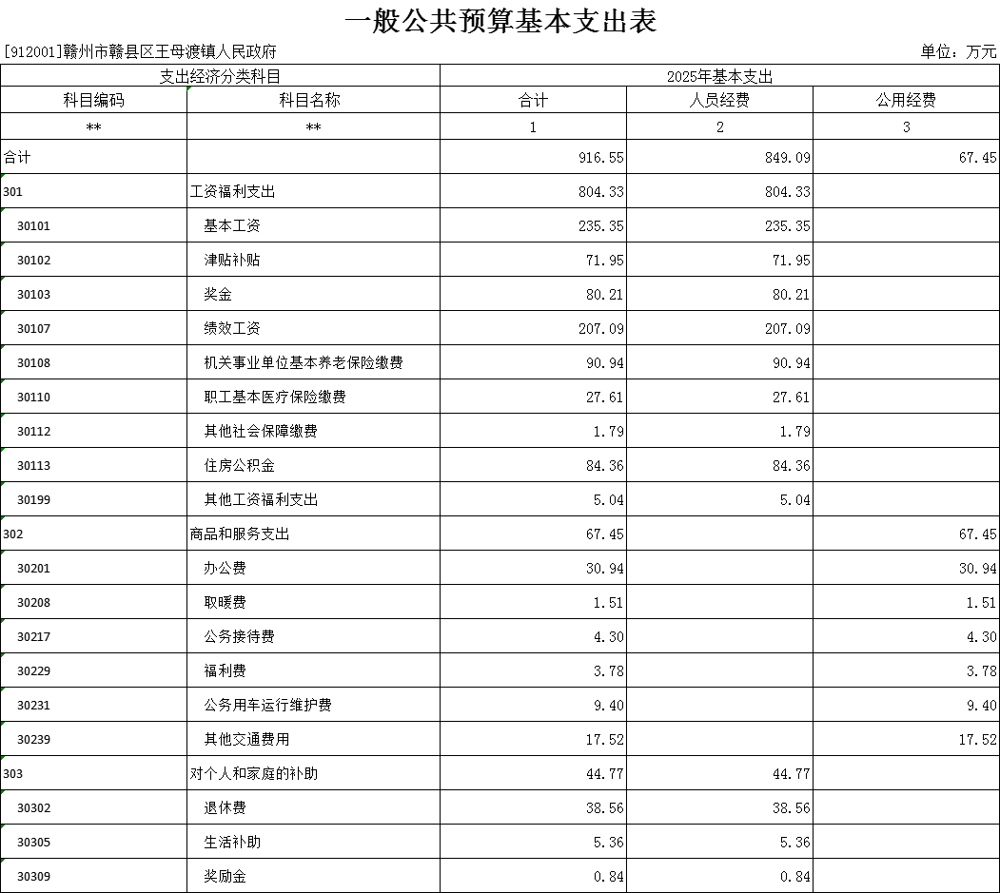 一般公共预算基本支出表
[912001]赣州市赣县区王母渡镇人民政府 单位：万元
支出经济分类科目 2025年基本支出
科目编码 科目名称 合计 人员经费 公用经费
** ** 1 2 3
合计 916.55 849.09 67.45
301 工资福利支出 804.33 804.33
30101 基本工资 235.35 235.35
30102 津贴补贴 71.95 71.95
30103 奖金 80.21 80.21
30107 绩效工资 207.09 207.09
30108 机关事业单位基本养老保险缴费 90.94 90.94
30110 职工基本医疗保险缴费 27.61 27.61
30112 其他社会保障缴费 1.79 1.79
30113 住房公积金 84.36 84.36
30199 其他工资福利支出 5.04 5.04
302 商品和服务支出 67.45 67.45
30201 办公费 30.94 30.94
30208 取暖费 1.51 1.51
30217 公务接待费 4.30 4.30
30229 福利费 3.78 3.78
30231 公务用车运行维护费 9.40 9.40
30239 其他交通费用 17.52 17.52
303 对个人和家庭的补助 44.77 44.77
30302 退休费 38.56 38.56
30305 生活补助 5.36 5.36
30309 奖励金 0.84 0.84